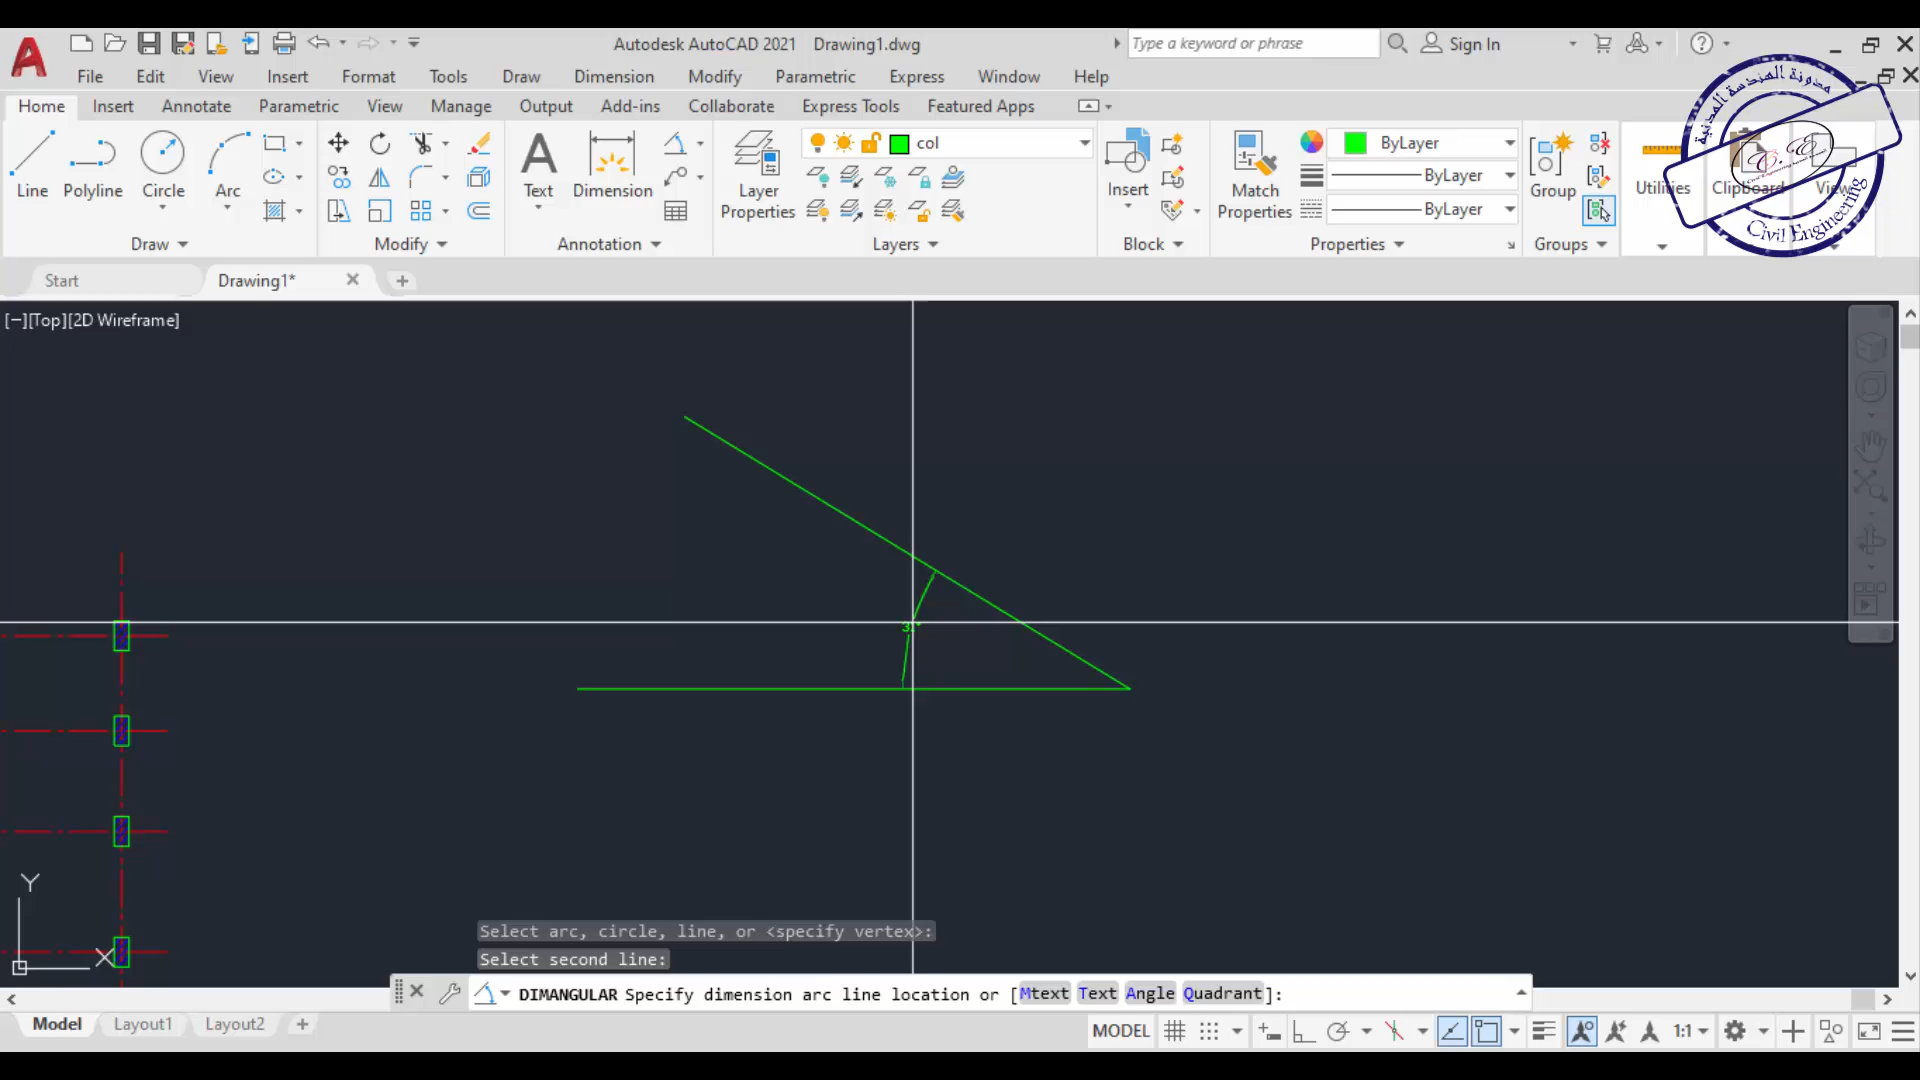 Autodesk AutoCAD 2021 Drawing1.dwg
Type a keyword or phrase
Sign In
File Edit View Insert Format Tools Draw Dimension Modify Parametric Express Window Help
Home Insert Annotate Parametric View Manage Output Add-ins Collaborate Express Tools Featured Apps
col
ByLayer
ByLayer
ByLayer
Line Polyline Circle Arc
Text Dimension
Layer
Properties
Insert
Match
Properties
Group
Utilities
Clipboard
View
Draw Modify Annotation Layers Block Properties Groups
مدونة الهندسة المدنية
C.E
Civil Engineering
Start Drawing1*
[−][Top][2D Wireframe]
Y
X
Select arc, circle, line, or <specify vertex>:
Select second line:
DIMANGULAR Specify dimension arc line location or [Mtext Text Angle Quadrant]:
Model Layout1 Layout2
MODEL
1:1